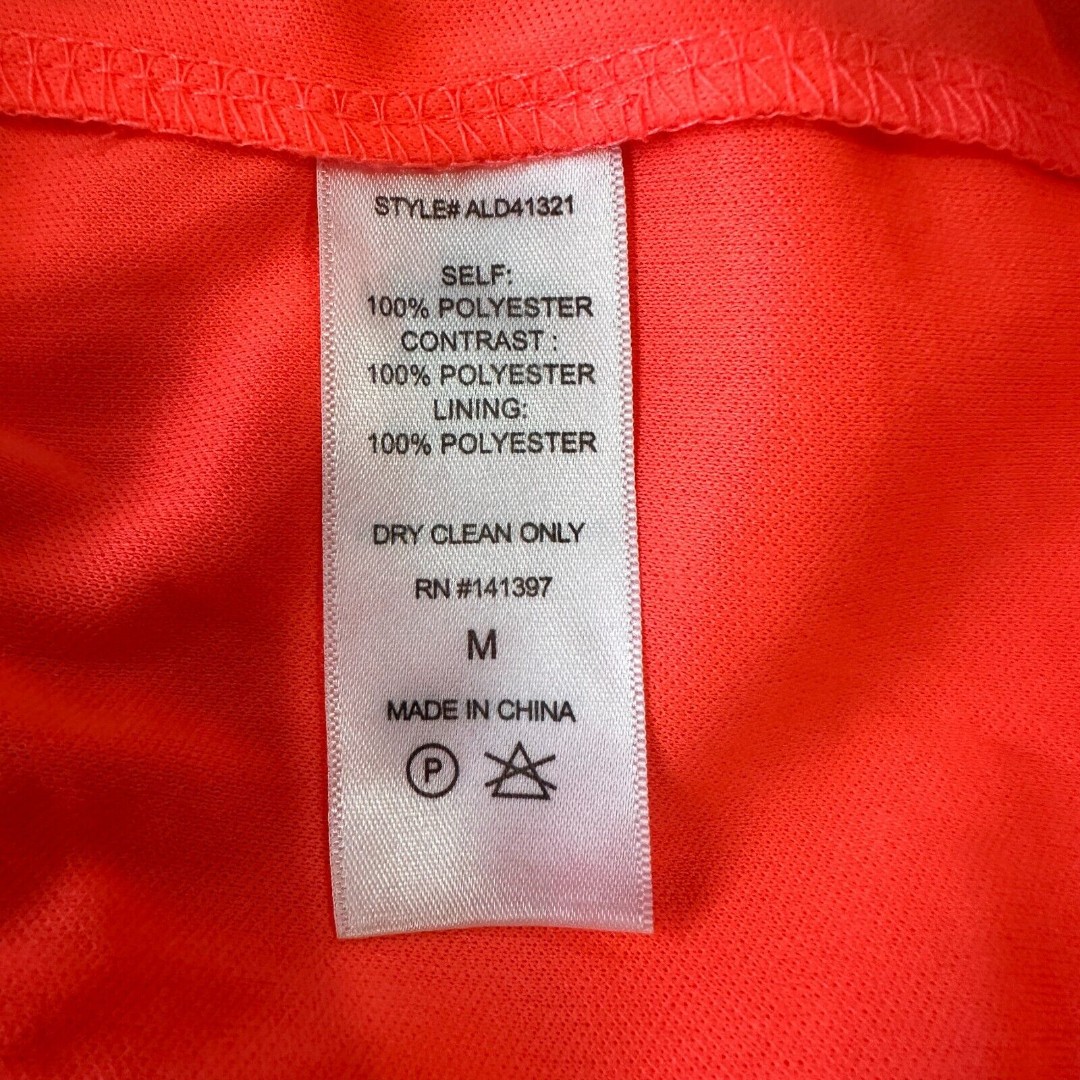 STYLE# ALD41321
SELF:
100% POLYESTER
CONTRAST :
100% POLYESTER
LINING:
100% POLYESTER
DRY CLEAN ONLY
RN #141397
M
MADE IN CHINA
P